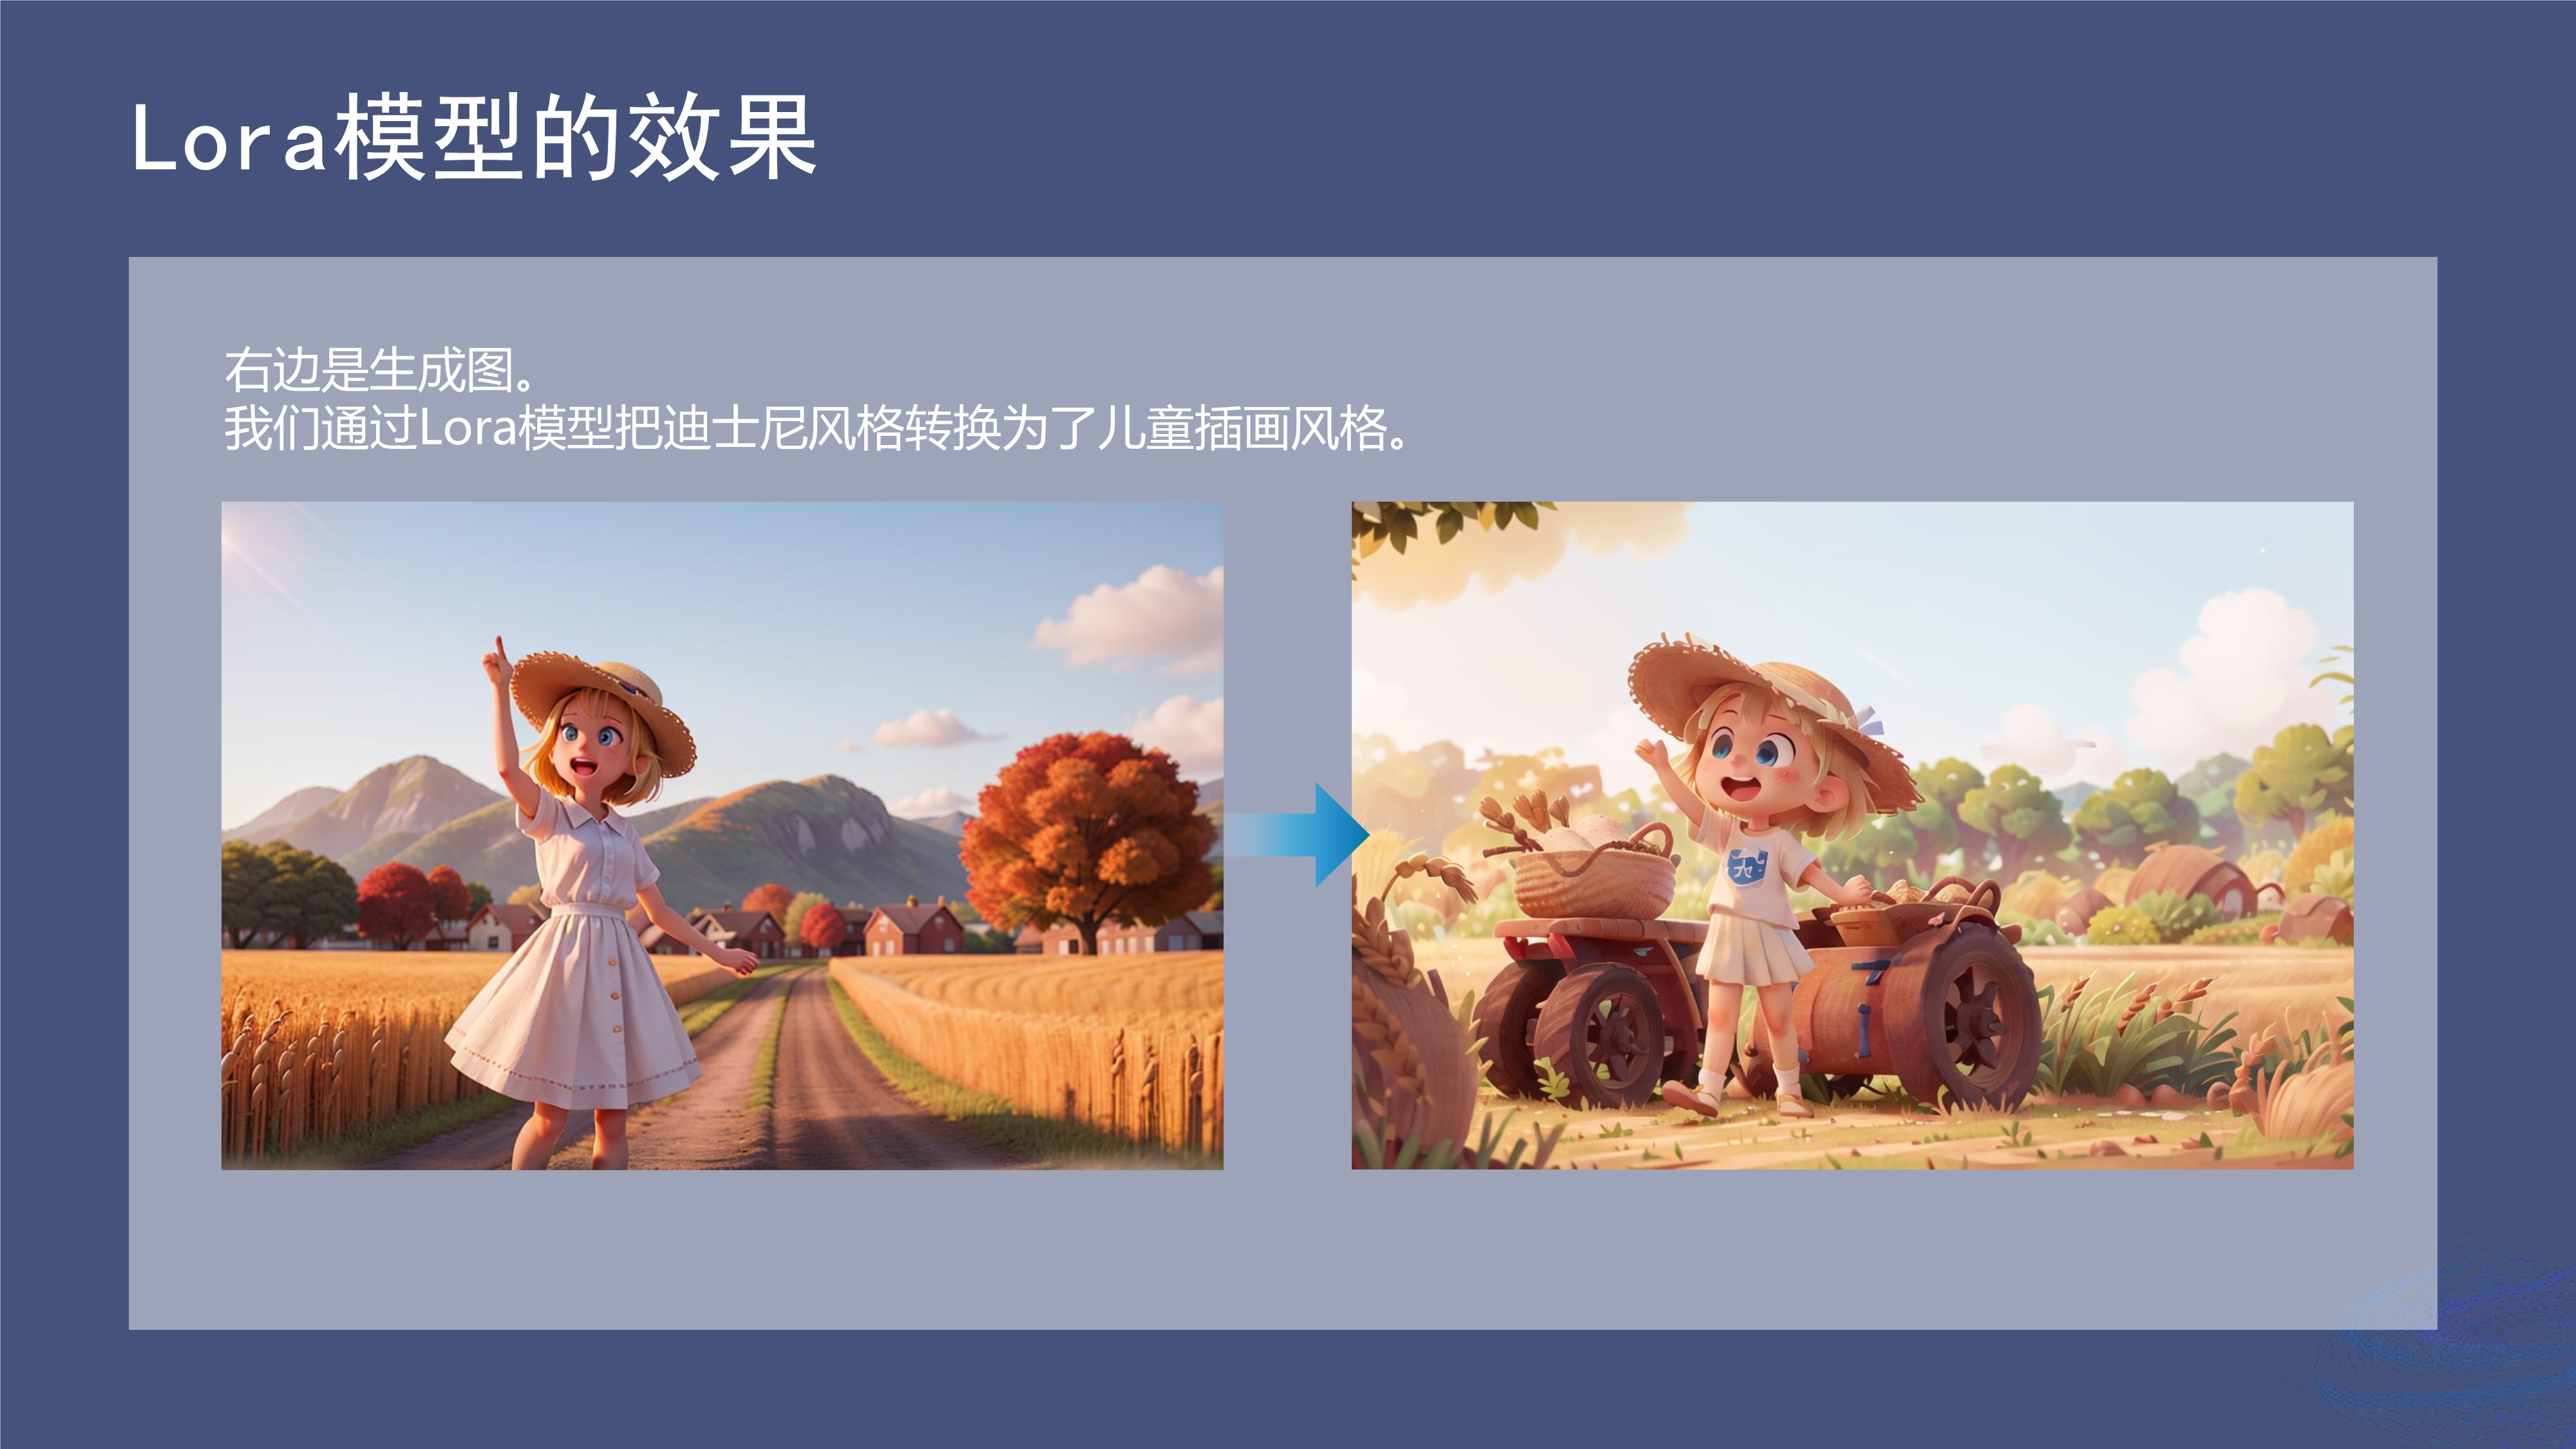 Lora模型的效果
右边是生成图。
我们通过Lora模型把迪士尼风格转换为了儿童插画风格。